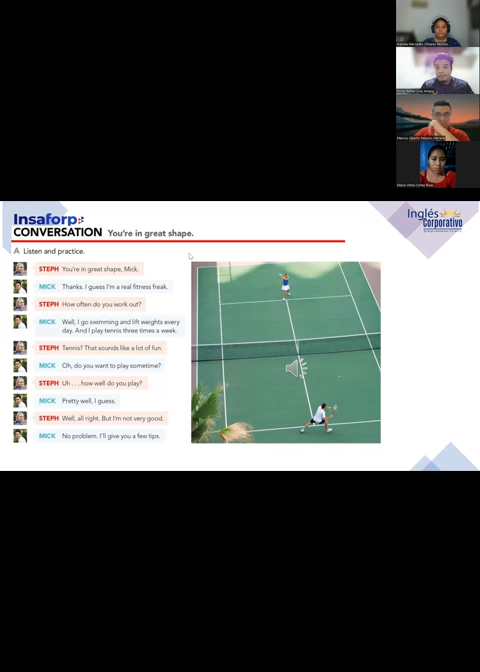 Insaforp
CONVERSATION You're in great shape.
Inglés
Corporativo
A Listen and practice.
STEPH You're in great shape, Mick.
MICK Thanks. I guess I'm a real fitness freak.
STEPH How often do you work out?
MICK Well, I go swimming and lift weights every
day. And I play tennis three times a week.
STEPH Tennis? That sounds like a lot of fun.
MICK Oh, do you want to play sometime?
STEPH Uh . . . how well do you play?
MICK Pretty well, I guess.
STEPH Well, all right. But I'm not very good.
MICK No problem. I'll give you a few tips.